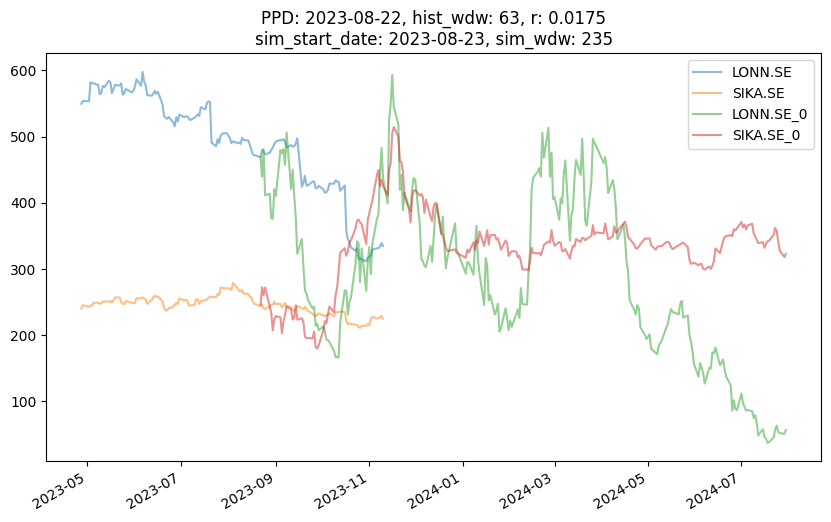 PPD: 2023-08-22, hist_wdw: 63, r: 0.0175
sim_start_date: 2023-08-23, sim_wdw: 235
600
500
400
300
200
100
LONN.SE
SIKA.SE
LONN.SE_0
SIKA.SE_0
2023-05
2023-07
2023-09
2023-11
2024-01
2024-03
2024-05
2024-07